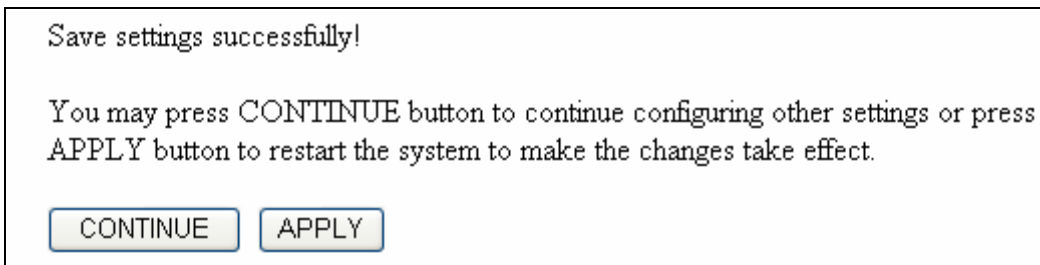 Save settings successfully!
You may press CONTINUE button to continue configuring other settings or press
APPLY button to restart the system to make the changes take effect.
CONTINUE APPLY